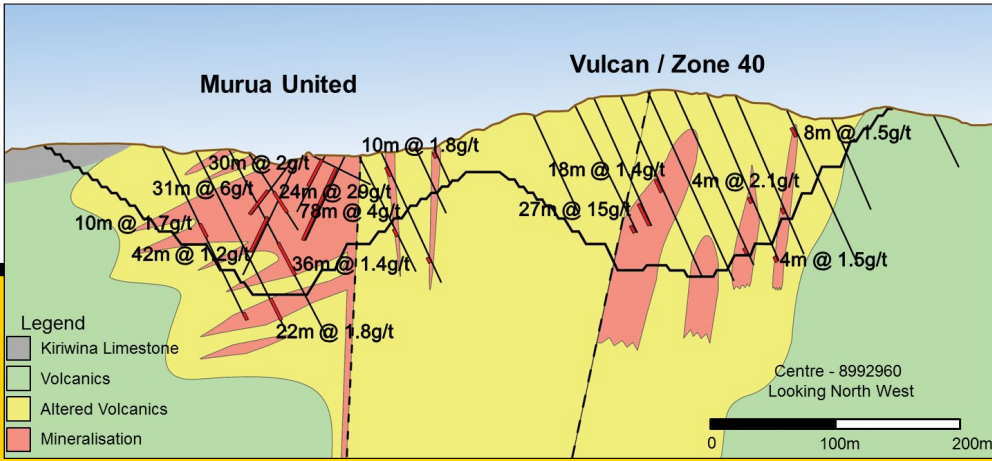 Murua United
Vulcan / Zone 40
10m @ 1.8g/t
8m @ 1.5g/t
30m @ 2g/t
18m @ 1.4g/t
31m @ 6g/t
24m @ 29g/t
4m @ 2.1g/t
78m @ 4g/t
27m @ 15g/t
10m @ 1.7g/t
42m @ 1.2g/t
36m @ 1.4g/t
4m @ 1.5g/t
22m @ 1.8g/t
Legend
Kiriwina Limestone
Volcanics
Altered Volcanics
Mineralisation
Centre - 8992960
Looking North West
0 100m 200m